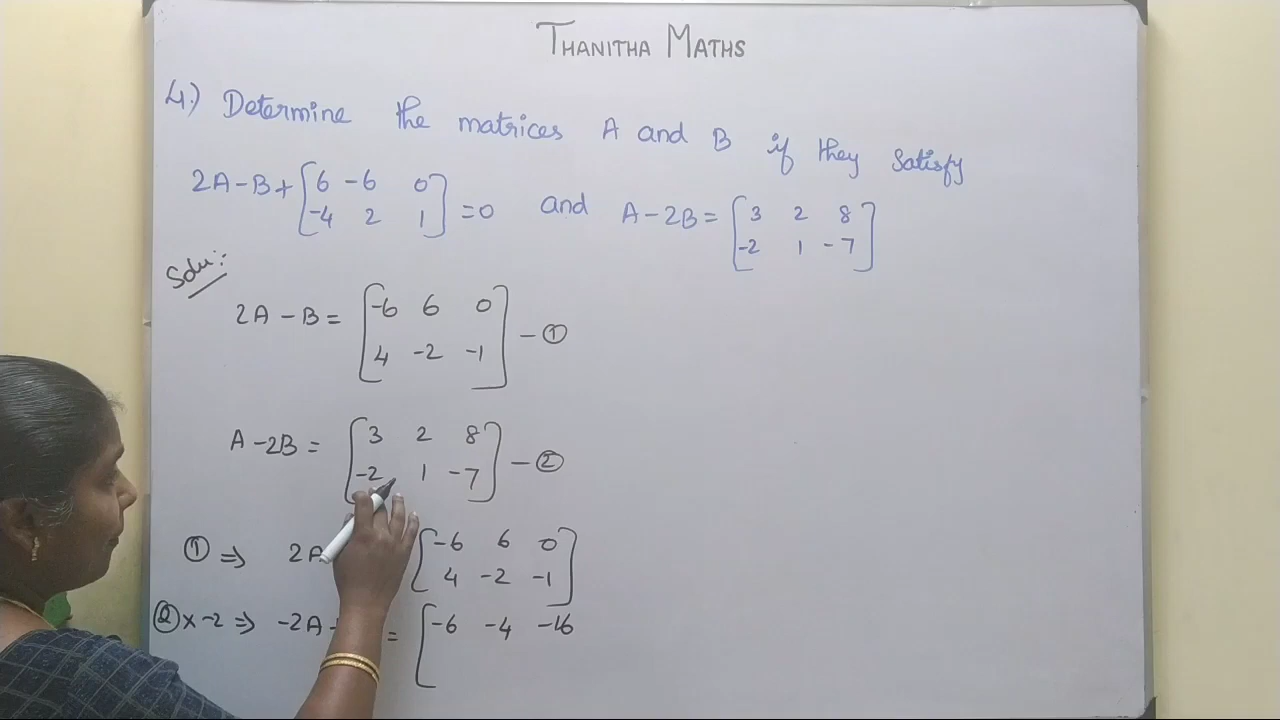 THANITHA MATHS
4.) Determine the matrices A and B if they satisfy
2A-B+[6 -6 0 =0 and A-2B=[3 2 8
-4 2 1] -2 1 -7]
Solu:-
2A-B=[-6 6 0
4 -2 -1] -①
A-2B=[3 2 8
-2 1 -7] -②
①⇒ 2A [-6 6 0
4 -2 -1]
②x-2⇒ -2A = [-6 -4 -16